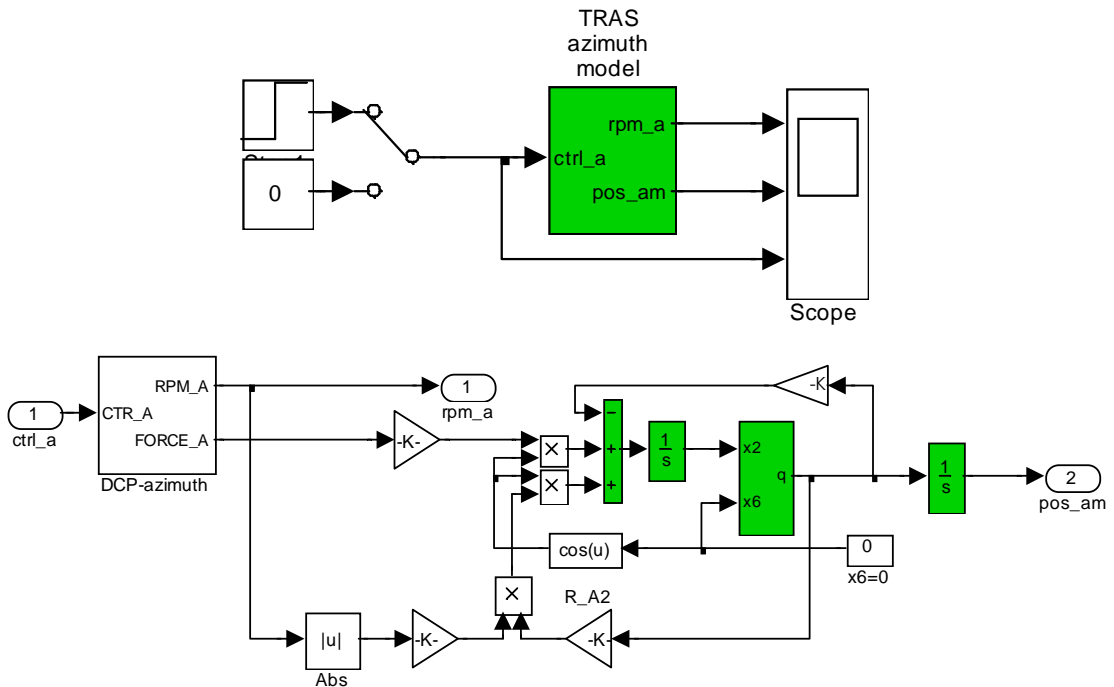 TRAS
azimuth
model
rpm_a
ctrl_a
pos_am
0
Scope
RPM_A
CTR_A
FORCE_A
DCP-azimuth
1
ctrl_a
1
rpm_a
-K-
×
×
−
+
+
1
s
x2
q
x6
-K
1
s
2
pos_am
cos(u)
0
x6=0
×
R_A2
|u|
Abs
-K-
-K-